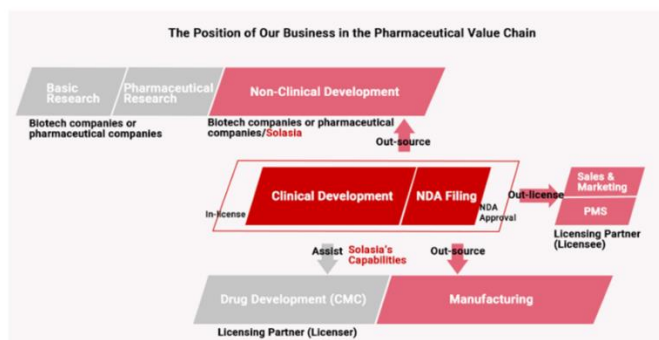 The Position of Our Business in the Pharmaceutical Value Chain
Basic
Research
Pharmaceutical
Research
Non-Clinical Development
Biotech companies or
pharmaceutical companies
Biotech companies or pharmaceutical
companies/Solasia
Out-source
In-license
Clinical Development
NDA Filing
NDA
Approval
Out-license
Sales &
Marketing
PMS
Licensing Partner
(Licensee)
Assist
Solasia's
Capabilities
Out-source
Drug Development (CMC)
Manufacturing
Licensing Partner (Licenser)